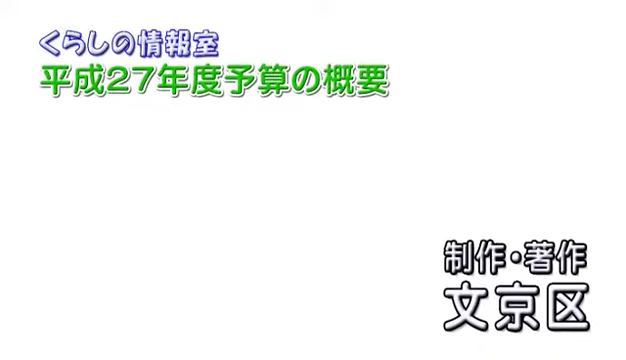 くらしの情報室
平成27年度予算の概要
制作・著作
文京区